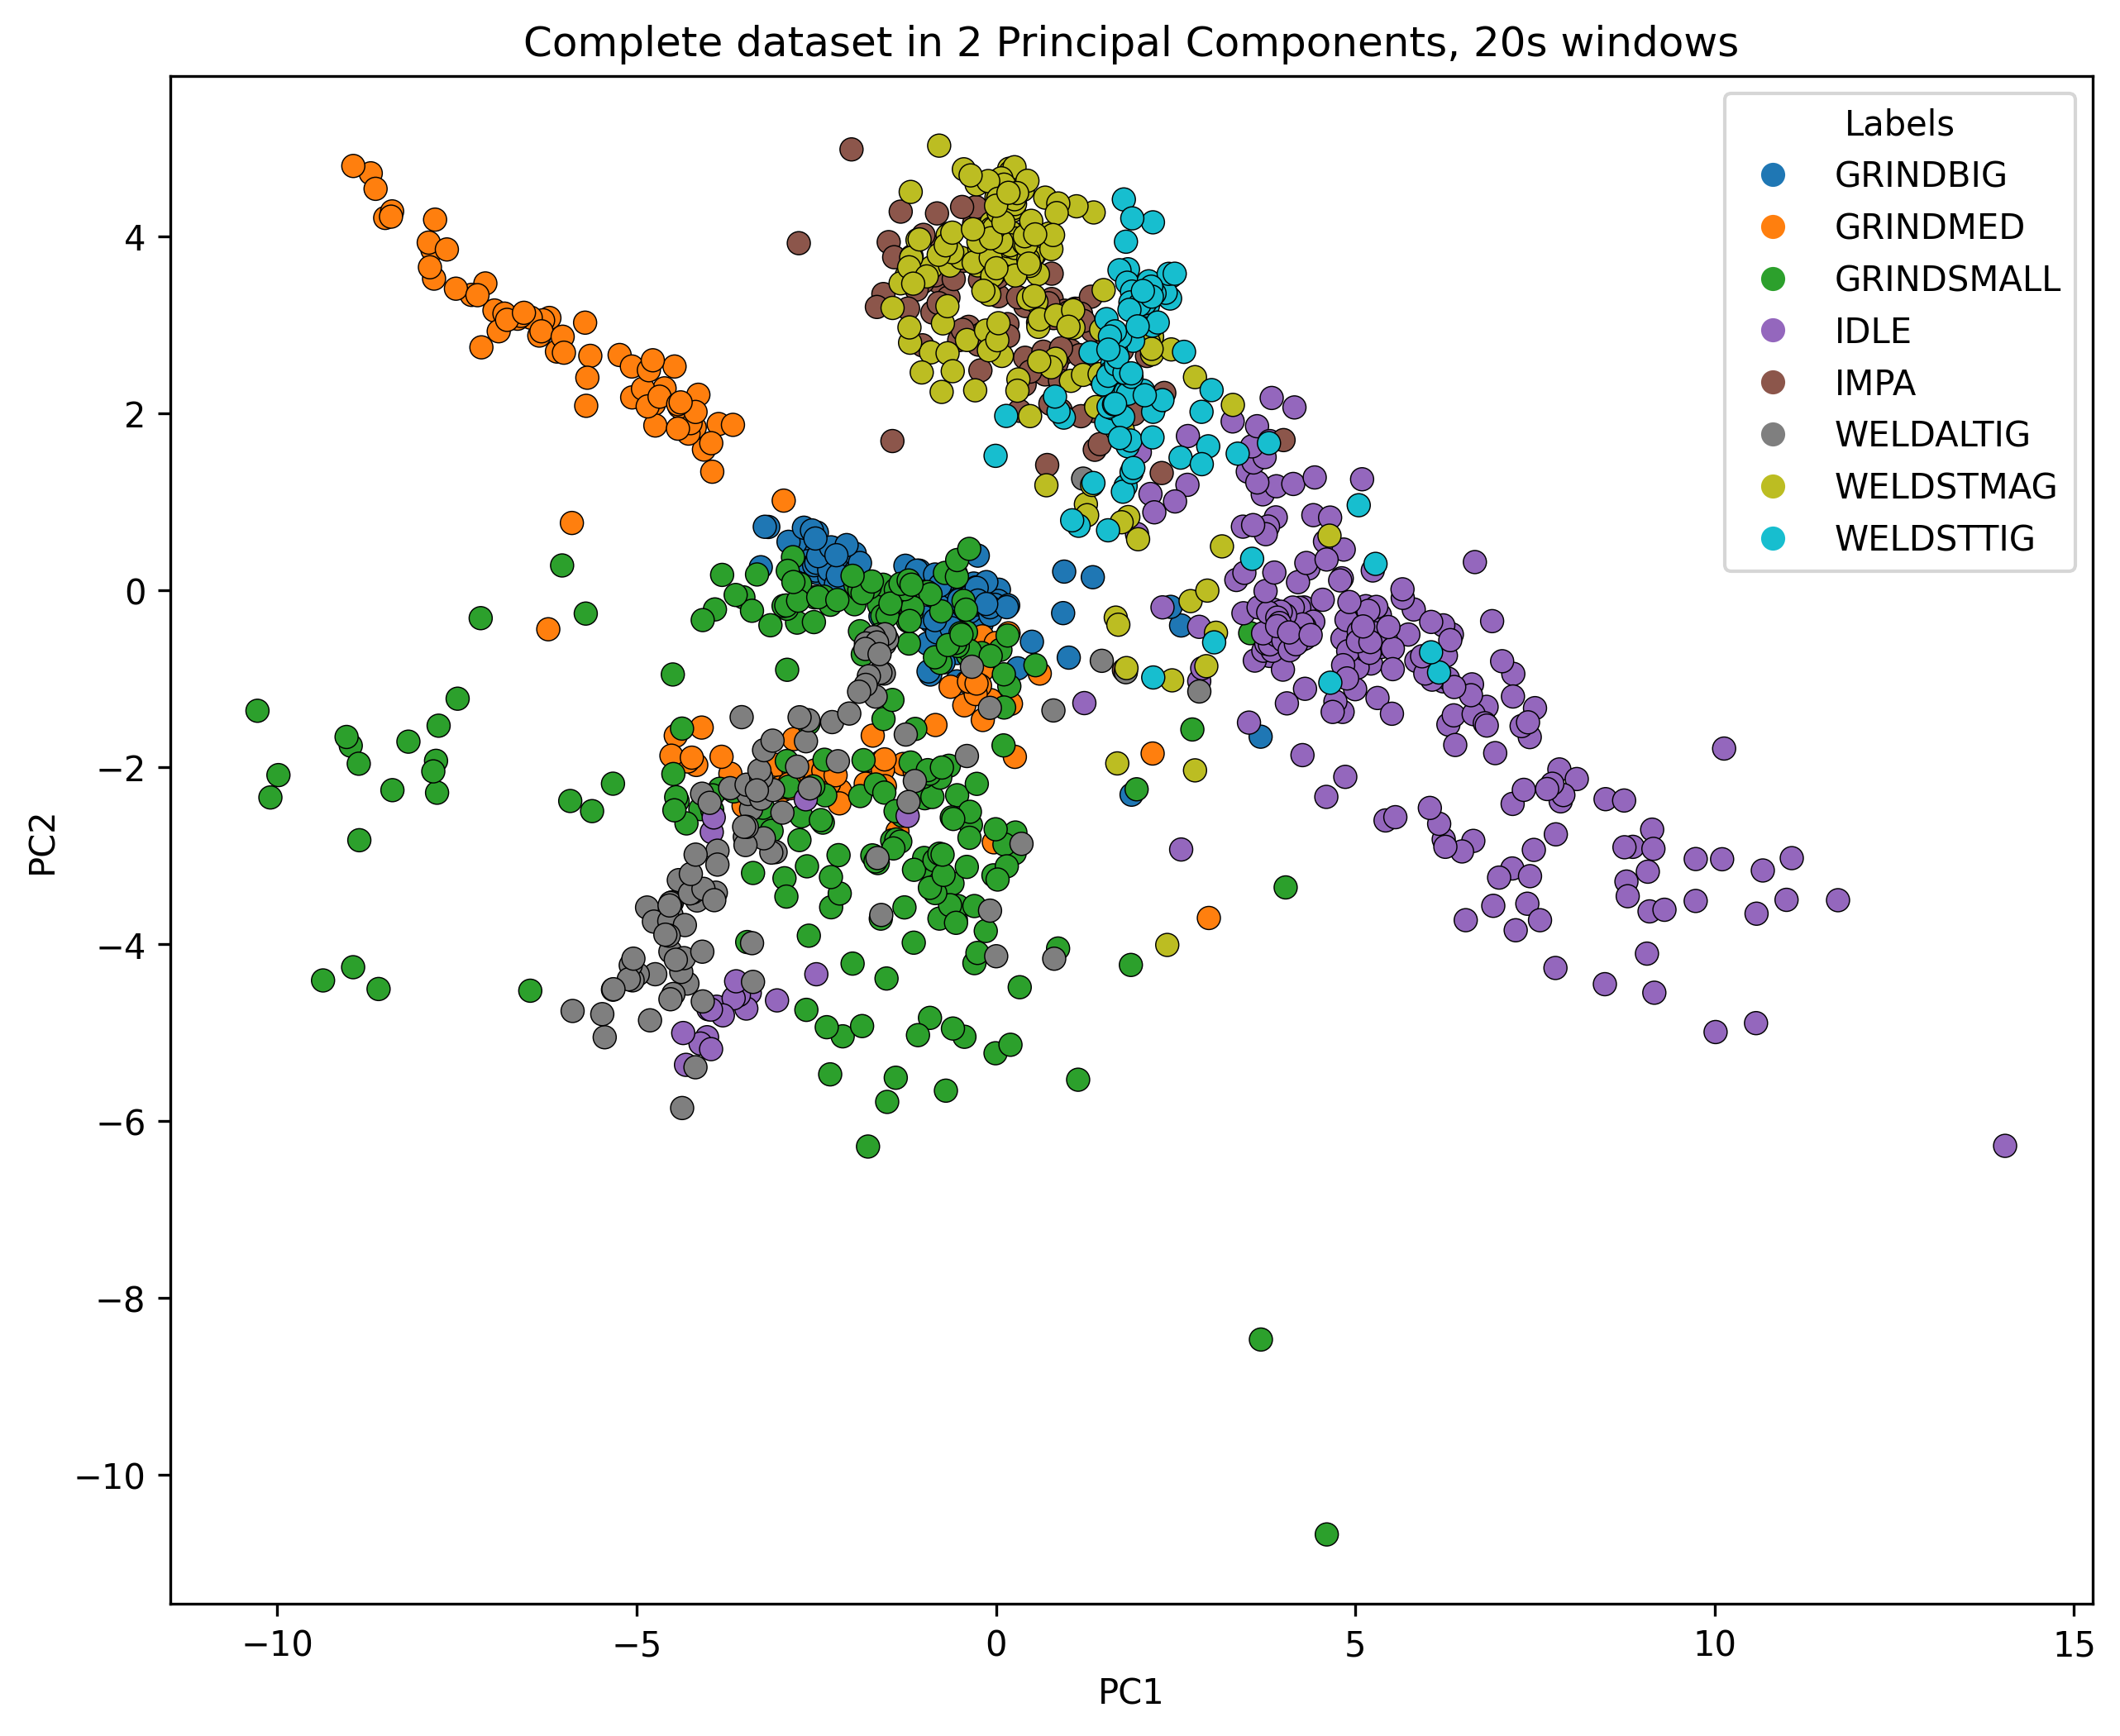 Complete dataset in 2 Principal Components, 20s windows
Labels
GRINDBIG
GRINDMED
GRINDSMALL
IDLE
IMPA
WELDALTIG
WELDSTMAG
WELDSTTIG
PC2
4
2
0
−2
−4
−6
−8
−10
−10
−5
0
5
10
15
PC1